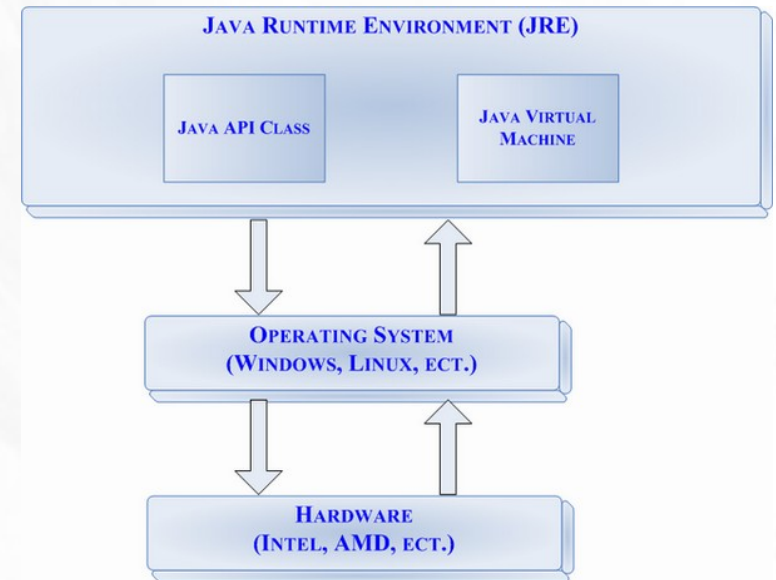 JAVA RUNTIME ENVIRONMENT (JRE)
JAVA API CLASS
JAVA VIRTUAL
MACHINE
OPERATING SYSTEM
(WINDOWS, LINUX, ECT.)
HARDWARE
(INTEL, AMD, ECT.)